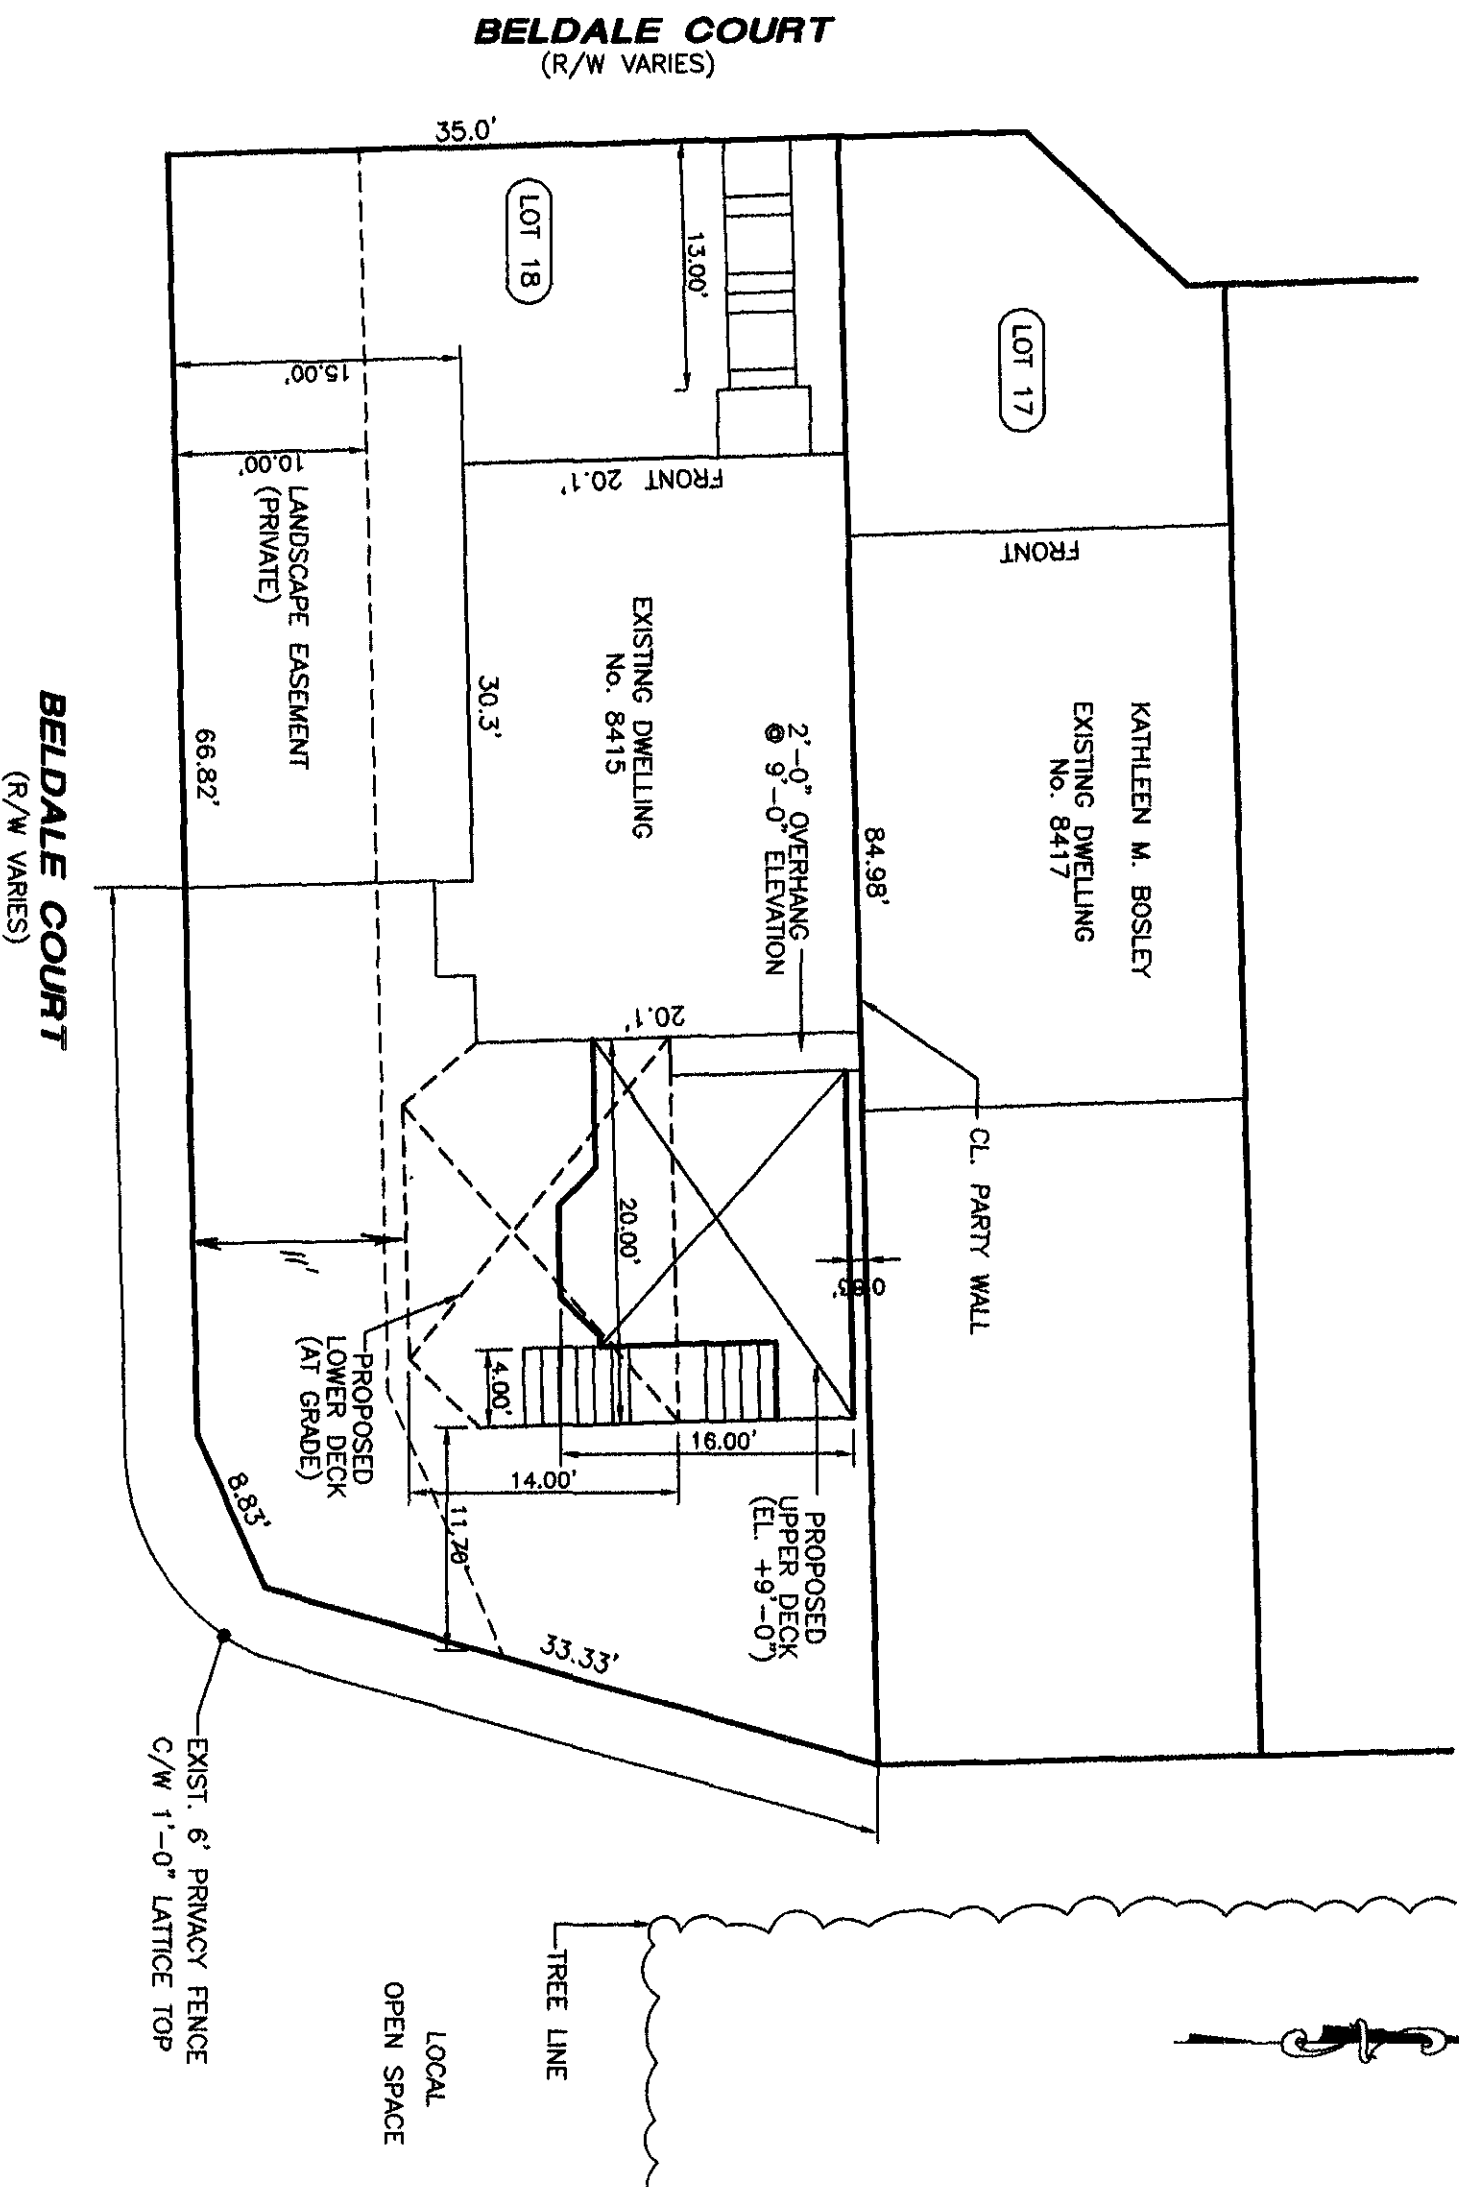 BELDALE COURT
(R/W VARIES)
35.0'
LOT 18
13.00'
LOT 17
15.00'
10.00'
LANDSCAPE EASEMENT
(PRIVATE)
FRONT 20.1'
FRONT
EXISTING DWELLING
No. 8415
30.3'
66.82'
2'-0" OVERHANG
@ 9'-0" ELEVATION
84.98'
KATHLEEN M. BOSLEY
EXISTING DWELLING
No. 8417
BELDALE COURT
(R/W VARIES)
20.1'
CL. PARTY WALL
20.00'
0.83'
11'
PROPOSED
LOWER DECK
(AT GRADE)
4.00'
16.00'
14.00'
11.70'
PROPOSED
UPPER DECK
(EL. +9'-0")
8.83'
33.33'
EXIST. 6' PRIVACY FENCE
C/W 1'-0" LATTICE TOP
TREE LINE
LOCAL
OPEN SPACE